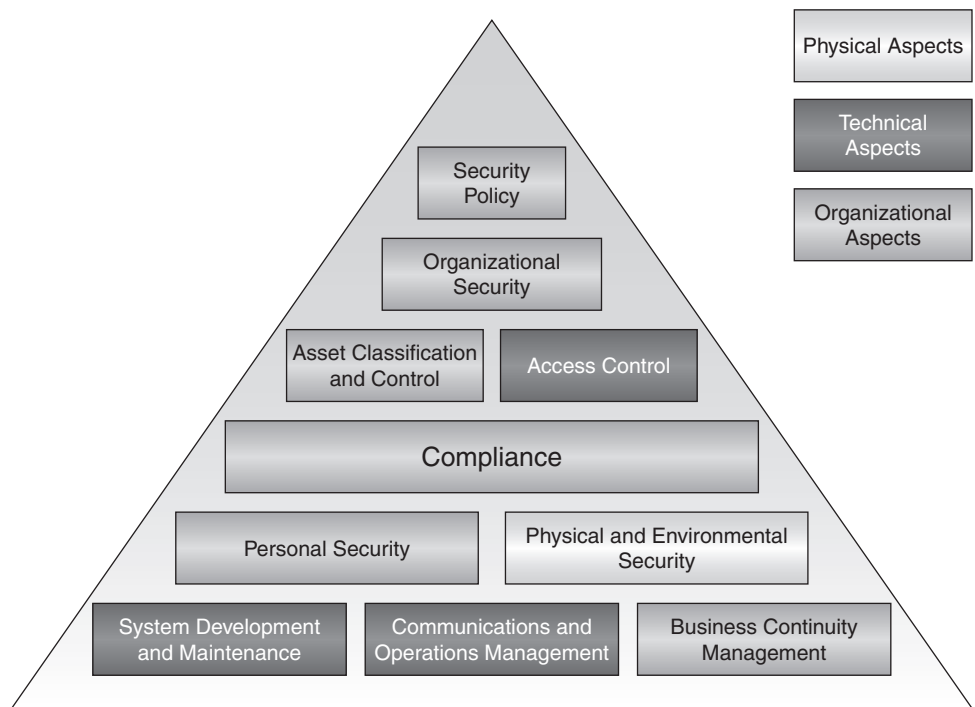 Physical Aspects
Technical
Aspects
Organizational
Aspects
Security
Policy
Organizational
Security
Asset Classification
and Control
Access Control
Compliance
Personal Security
Physical and Environmental
Security
System Development
and Maintenance
Communications and
Operations Management
Business Continuity
Management